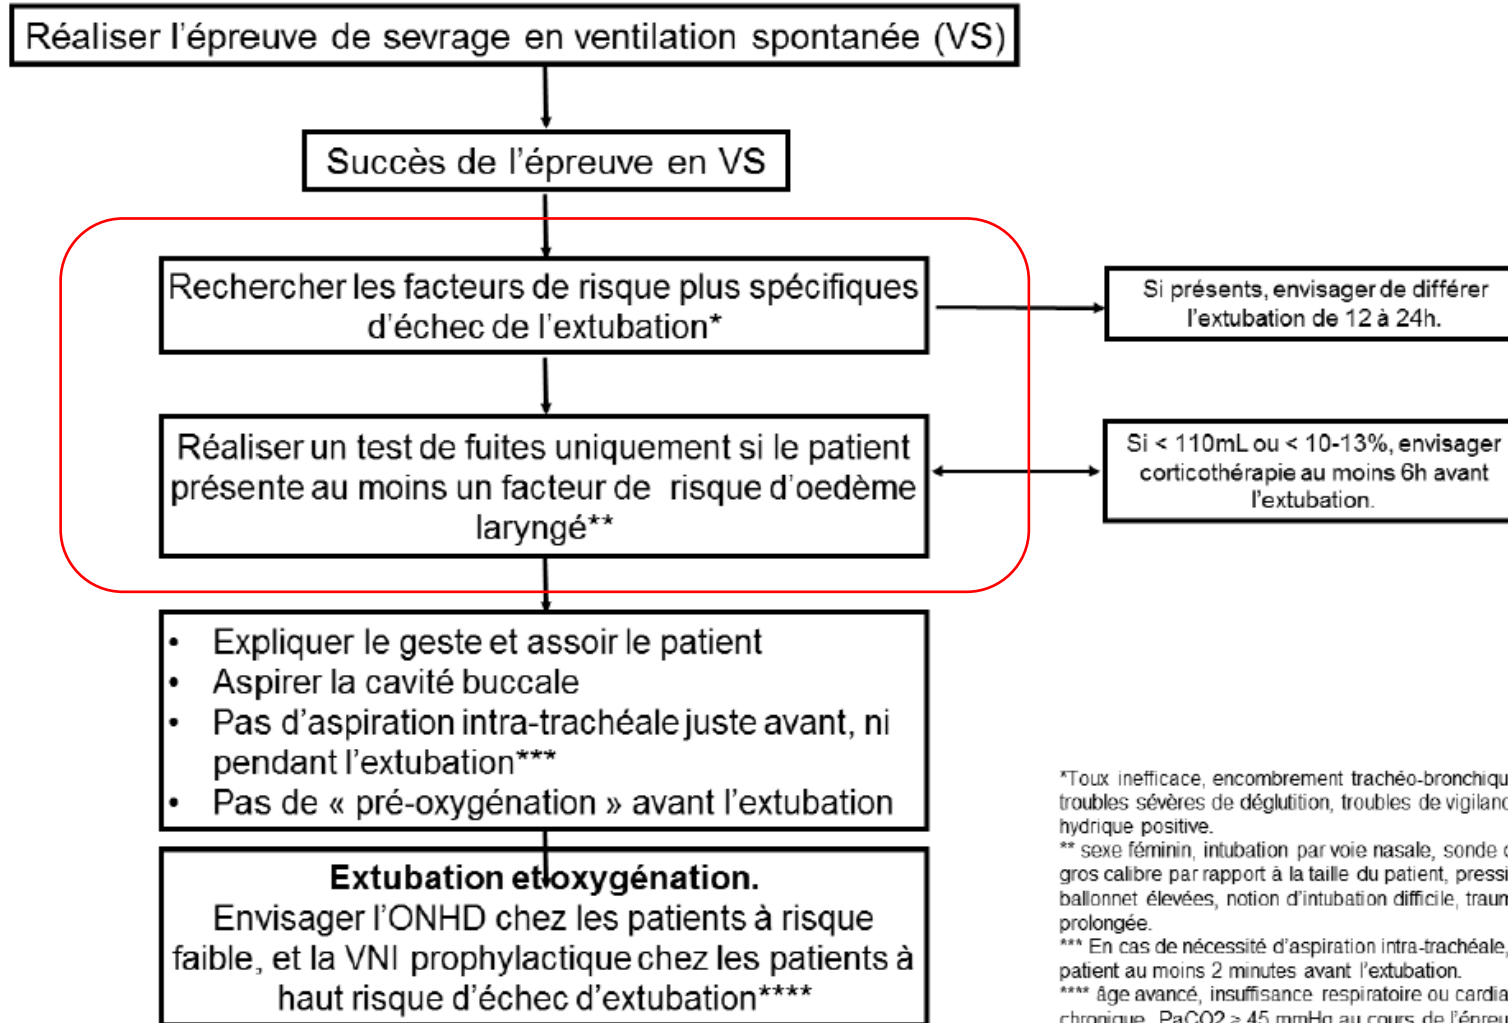 Réaliser l'épreuve de sevrage en ventilation spontanée (VS)
Succès de l'épreuve en VS
Rechercher les facteurs de risque plus spécifiques
d'échec de l'extubation*
Si présents, envisager de différer
l'extubation de 12 à 24h.
Réaliser un test de fuites uniquement si le patient
présente au moins un facteur de risque d'oedème
laryngé**
Si < 110mL ou < 10-13%, envisager
corticothérapie au moins 6h avant
l'extubation.
• Expliquer le geste et assoir le patient
• Aspirer la cavité buccale
• Pas d'aspiration intra-trachéale juste avant, ni
pendant l'extubation***
• Pas de « pré-oxygénation » avant l'extubation
Extubation et oxygénation.
Envisager l'ONHD chez les patients à risque
faible, et la VNI prophylactique chez les patients à
haut risque d'échec d'extubation****
*Toux inefficace, encombrement trachéo-bronchiqu
troubles sévères de déglutition, troubles de vigilanc
hydrique positive.
** sexe féminin, intubation par voie nasale, sonde
gros calibre par rapport à la taille du patient, pressi
ballonnet élevées, notion d'intubation difficile, traum
prolongée.
*** En cas de nécessité d'aspiration intra-trachéale,
patient au moins 2 minutes avant l'extubation.
**** âge avancé, insuffisance respiratoire ou cardia
chronique, PaCO2 ≥ 45 mmHg au cours de l'épreu